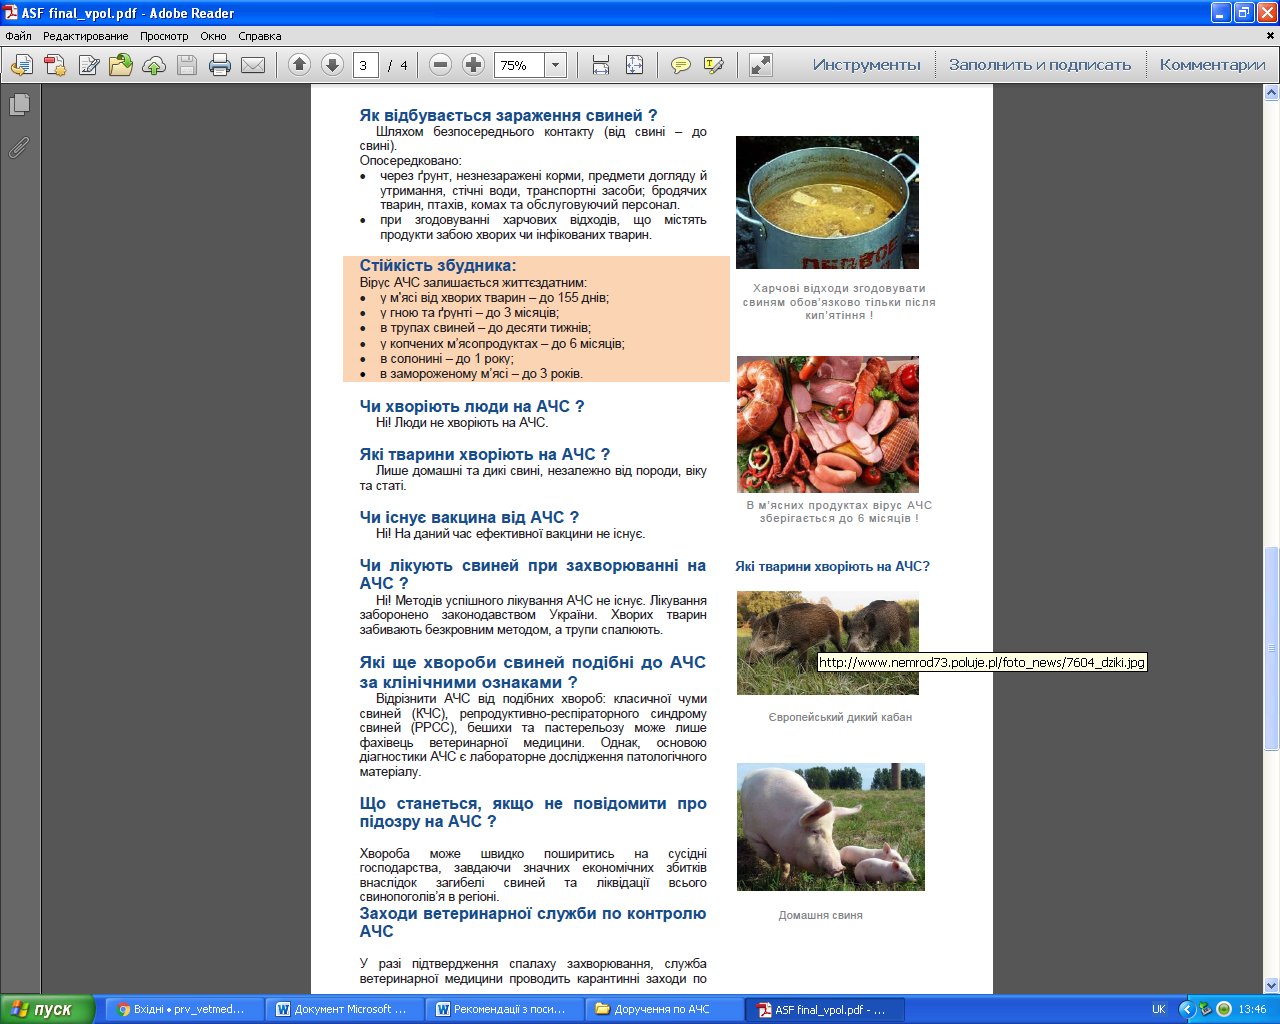 ASF final_vpol.pdf - Adobe Reader
Файл Редактирование Просмотр Окно Справка
3 / 4 75% Инструменты Заполнить и подписать Комментарии
Як відбувається зараження свиней ?
Шляхом безпосереднього контакту (від свині – до
свині).
Опосередковано:
• через ґрунт, незнезаражені корми, предмети догляду й
утримання, стічні води, транспортні засоби; бродячих
тварин, птахів, комах та обслуговуючий персонал.
• при згодовуванні харчових відходів, що містять
продукти забою хворих чи інфікованих тварин.
Стійкість збудника:
Вірус АЧС залишається життєздатним:
• у м'ясі від хворих тварин – до 155 днів;
• у гною та ґрунті – до 3 місяців;
• в трупах свиней – до десяти тижнів;
• у копчених м’ясопродуктах – до 6 місяців;
• в солонині – до 1 року;
• в замороженому м’ясі – до 3 років.
Чи хворіють люди на АЧС ?
Ні! Люди не хворіють на АЧС.
Які тварини хворіють на АЧС ?
Лише домашні та дикі свині, незалежно від породи, віку
та статі.
Чи існує вакцина від АЧС ?
Ні! На даний час ефективної вакцини не існує.
Чи лікують свиней при захворюванні на
АЧС ?
Ні! Методів успішного лікування АЧС не існує. Лікування
заборонено законодавством України. Хворих тварин
забивають безкровним методом, а трупи спалюють.
Які ще хвороби свиней подібні до АЧС
за клінічними ознаками ?
Відрізнити АЧС від подібних хвороб: класичної чуми
свиней (КЧС), репродуктивно-респіраторного синдрому
свиней (РРСС), бешихи та пастерельозу може лише
фахівець ветеринарної медицини. Однак, основою
діагностики АЧС є лабораторне дослідження патологічного
матеріалу.
Що станеться, якщо не повідомити про
підозру на АЧС ?
Хвороба може швидко поширитись на сусідні
господарства, завдаючи значних економічних збитків
внаслідок загибелі свиней та ліквідації всього
свинопоголів’я в регіоні.
Заходи ветеринарної служби по контролю
АЧС
У разі підтвердження спалаху захворювання, служба
ветеринарної медицини проводить карантинні заходи по
Харчові відходи згодовувати
свиням обов’язково тільки після
кип’ятіння !
В м’ясних продуктах вірус АЧС
зберігається до 6 місяців !
Які тварини хворіють на АЧС?
http://www.nemrod73.poluje.pl/foto_news/7604_dziki.jpg
Європейський дикий кабан
Домашня свиня
пуск
Вхідні • prv_vetmed...
Документ Microsoft ...
Рекомендації з поси...
Доручення по АЧС
ASF final_vpol.pdf - ...
UK
13:46